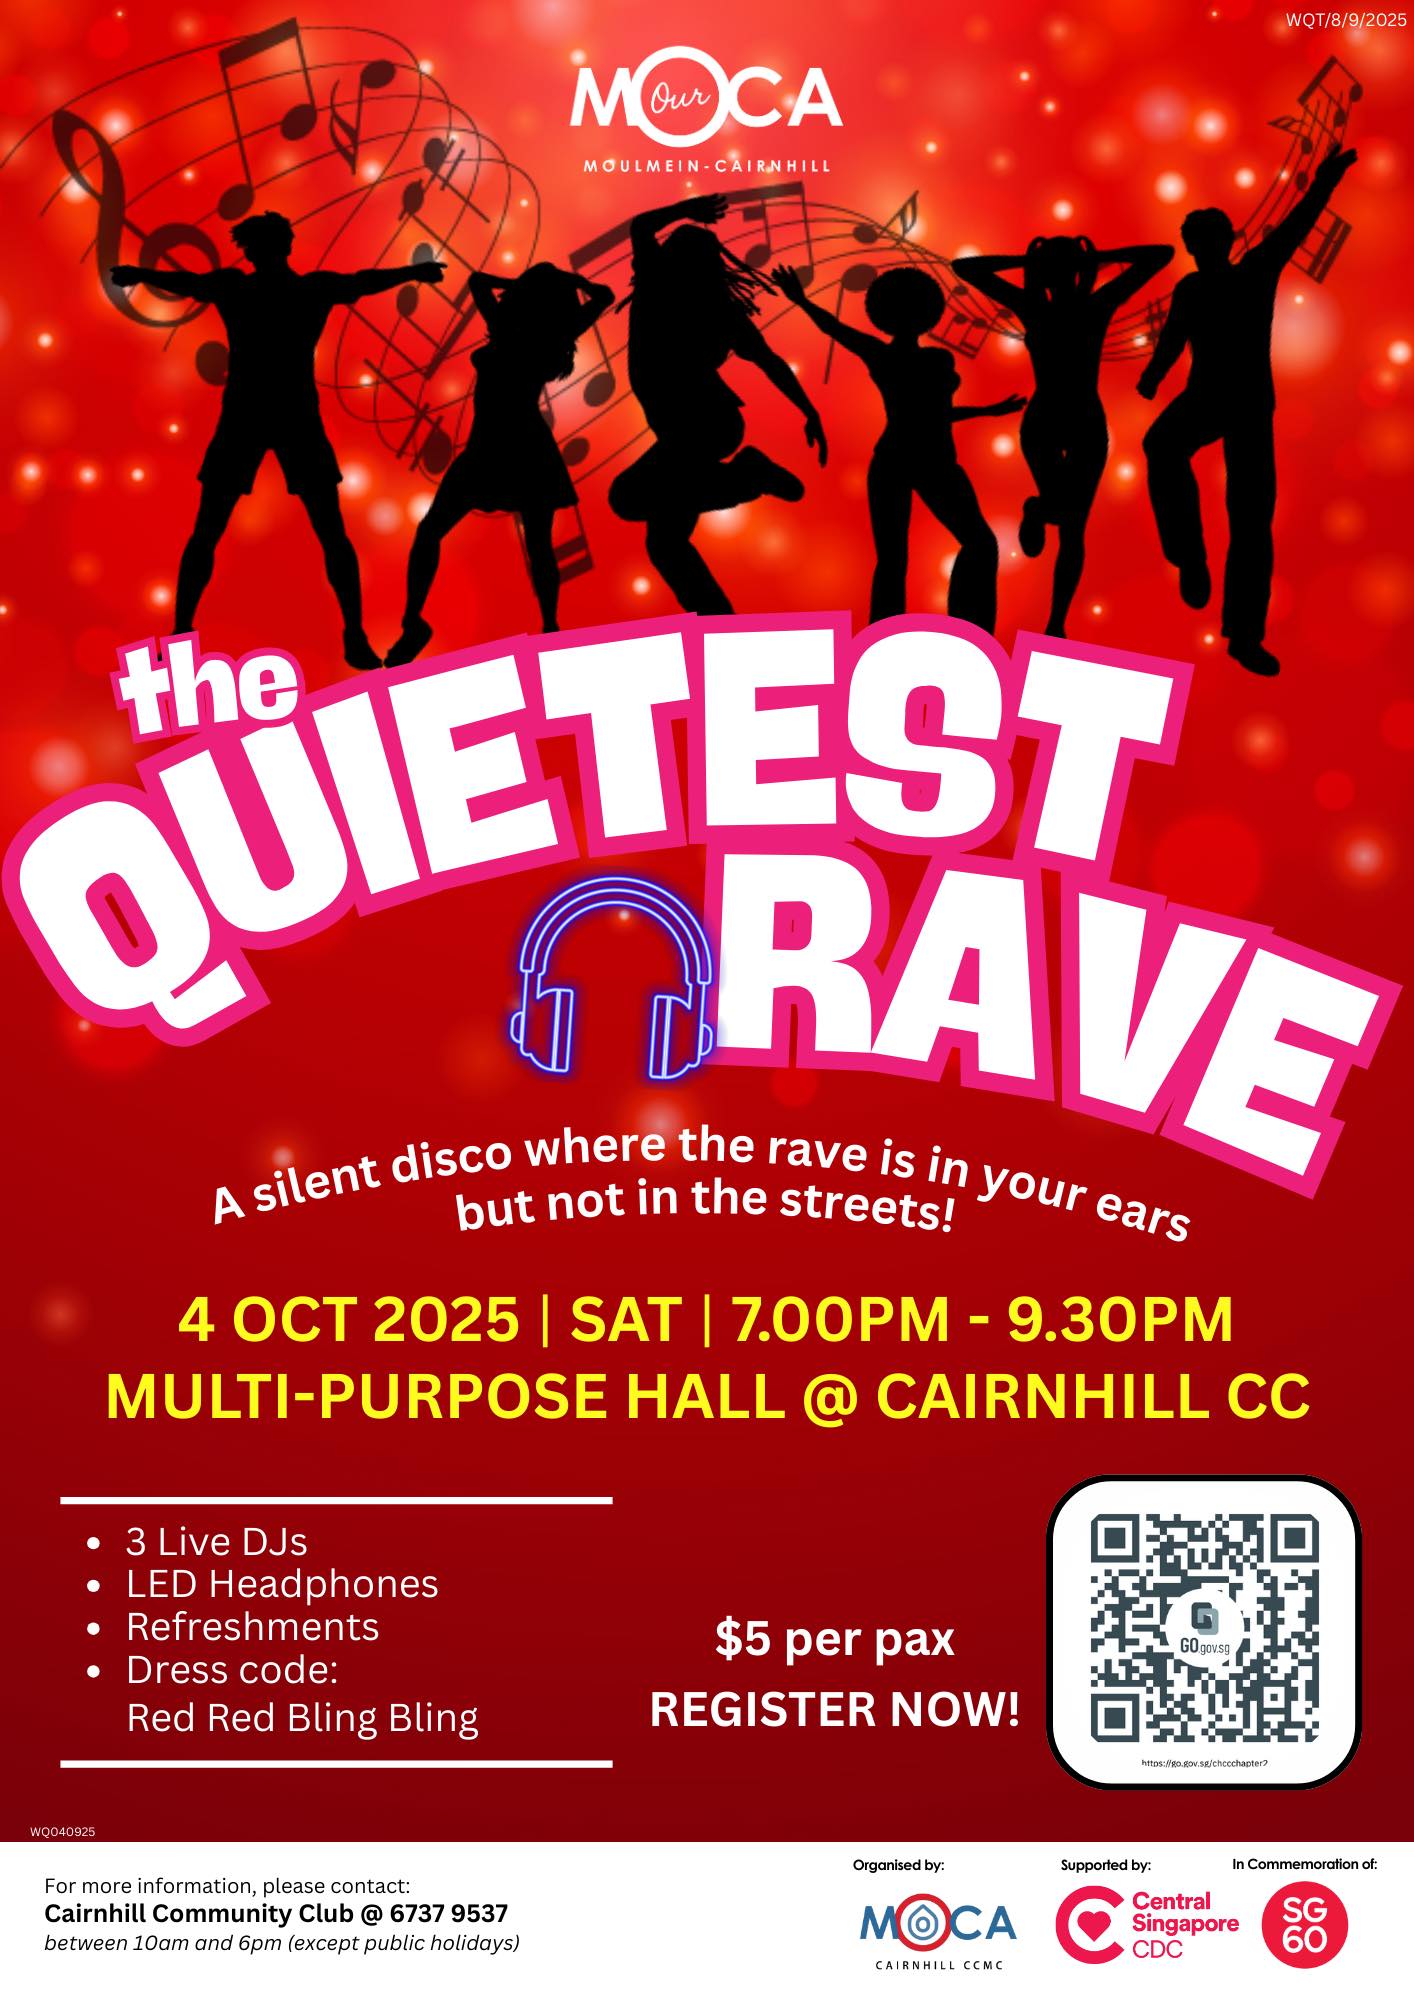 WQT/8/9/2025
MOCA
Our
MOULMEIN-CAIRNHILL
the
QUIETEST
RAVE
A silent disco where the rave is in your ears
but not in the streets!
4 OCT 2025 | SAT | 7.00PM - 9.30PM
MULTI-PURPOSE HALL @ CAIRNHILL CC
• 3 Live DJs
• LED Headphones
• Refreshments
• Dress code:
Red Red Bling Bling
$5 per pax
REGISTER NOW!
GO.gov.sg
https://go.gov.sg/chccchapter2
WQ040925
For more information, please contact:
Cairnhill Community Club @ 6737 9537
between 10am and 6pm (except public holidays)
Organised by:
MOCA
CAIRNHILL CCMC
Supported by:
Central
Singapore
CDC
In Commemoration of:
SG
60